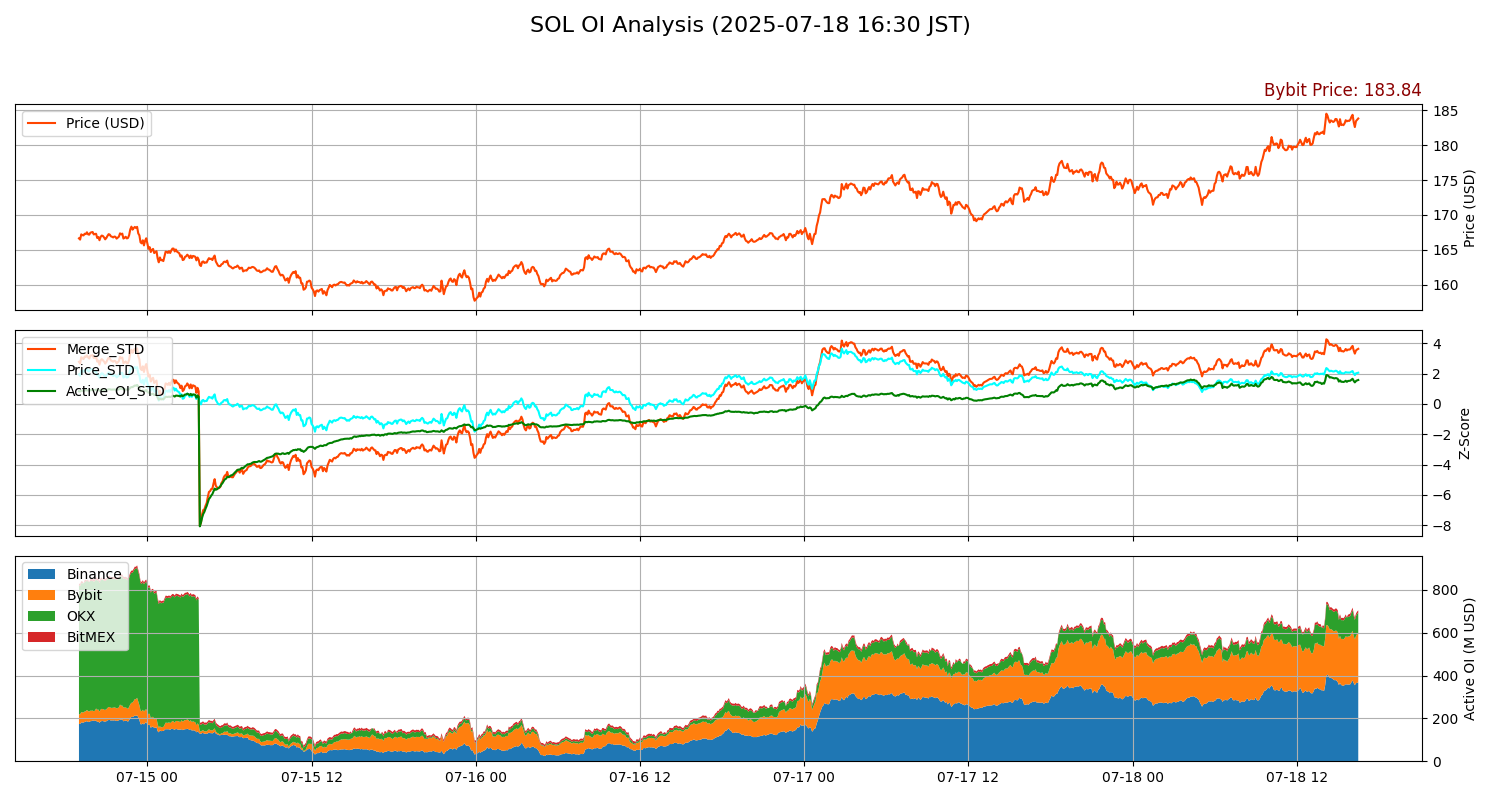 SOL OI Analysis (2025-07-18 16:30 JST)
Bybit Price: 183.84
Price (USD)
185
180
175
170
165
160
Price (USD)
Merge_STD
Price_STD
Active_OI_STD
4
2
0
−2
−4
−6
−8
Z-Score
Binance
Bybit
OKX
BitMEX
800
600
400
200
0
Active OI (M USD)
07-15 00
07-15 12
07-16 00
07-16 12
07-17 00
07-17 12
07-18 00
07-18 12